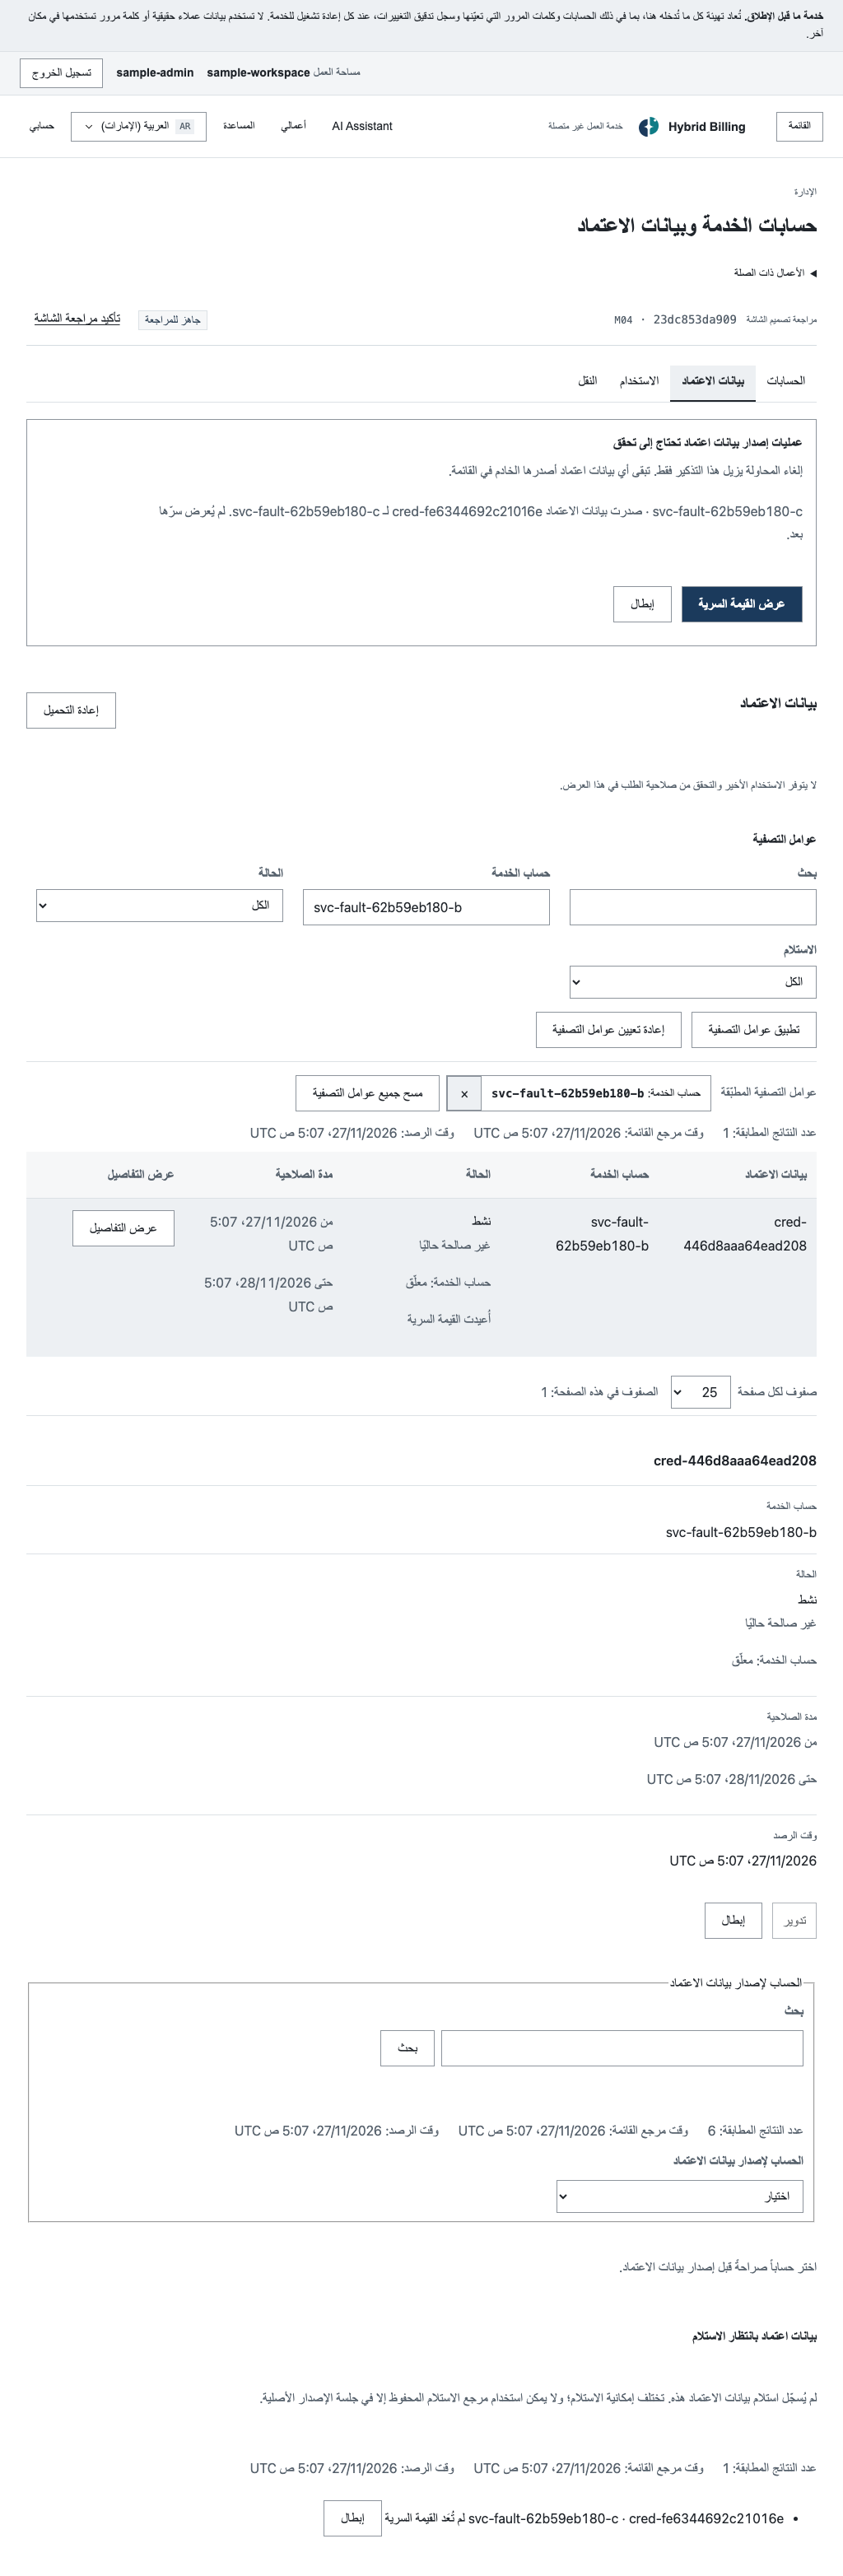 خدمة ما قبل الإطلاق. تُعاد تهيئة كل ما تُدخله هنا، بما في ذلك الحسابات وكلمات المرور التي تعيّنها وسجل تدقيق التغييرات، عند كل إعادة تشغيل للخدمة. لا تستخدم بيانات عملاء حقيقية أو كلمة مرور تستخدمها في مكان
آخر.
مساحة العمل sample-workspace sample-admin تسجيل الخروج
القائمة Hybrid Billing خدمة العمل غير متصلة AI Assistant أعمالي المساعدة AR العربية (الإمارات) حسابي
الإدارة
حسابات الخدمة وبيانات الاعتماد
الأعمال ذات الصلة
مراجعة تصميم الشاشة M04 · 23dc853da909 جاهز للمراجعة تأكيد مراجعة الشاشة
الحسابات بيانات الاعتماد الاستخدام النقل
عمليات إصدار بيانات اعتماد تحتاج إلى تحقق
إلغاء المحاولة يزيل هذا التذكير فقط. تبقى أي بيانات اعتماد أصدرها الخادم في القائمة.
svc-fault-62b59eb180-c · صدرت بيانات الاعتماد cred-fe6344692c21016e لـ svc-fault-62b59eb180-c. لم يُعرض سرّها
بعد.
عرض القيمة السرية إبطال
بيانات الاعتماد إعادة التحميل
لا يتوفر الاستخدام الأخير والتحقق من صلاحية الطلب في هذا العرض.
عوامل التصفية
بحث حساب الخدمة الحالة
svc-fault-62b59eb180-b الكل
الاستلام
الكل
تطبيق عوامل التصفية إعادة تعيين عوامل التصفية
عوامل التصفية المطبّقة حساب الخدمة: svc-fault-62b59eb180-b × مسح جميع عوامل التصفية
عدد النتائج المطابقة: 1 وقت مرجع القائمة: 27/11/2026، 5:07 ص UTC وقت الرصد: 27/11/2026، 5:07 ص UTC
بيانات الاعتماد حساب الخدمة الحالة مدة الصلاحية عرض التفاصيل
cred- svc-fault- نشط من 27/11/2026، 5:07 عرض التفاصيل
446d8aaa64ead208 62b59eb180-b غير صالحة حاليًا ص UTC
حساب الخدمة: معلّق حتى 28/11/2026، 5:07
ص UTC
أُعيدت القيمة السرية
صفوف لكل صفحة 25 الصفوف في هذه الصفحة: 1
cred-446d8aaa64ead208
حساب الخدمة
svc-fault-62b59eb180-b
الحالة
نشط
غير صالحة حاليًا
حساب الخدمة: معلّق
مدة الصلاحية
من 27/11/2026، 5:07 ص UTC
حتى 28/11/2026، 5:07 ص UTC
وقت الرصد
27/11/2026، 5:07 ص UTC
تدوير إبطال
الحساب لإصدار بيانات الاعتماد
بحث
بحث
عدد النتائج المطابقة: 6 وقت مرجع القائمة: 27/11/2026، 5:07 ص UTC وقت الرصد: 27/11/2026، 5:07 ص UTC
الحساب لإصدار بيانات الاعتماد
اختيار
اختر حساباً صراحةً قبل إصدار بيانات الاعتماد.
بيانات اعتماد بانتظار الاستلام
لم يُسجّل استلام بيانات الاعتماد هذه. تختلف إمكانية الاستلام؛ ولا يمكن استخدام مرجع الاستلام المحفوظ إلا في جلسة الإصدار الأصلية.
عدد النتائج المطابقة: 1 وقت مرجع القائمة: 27/11/2026، 5:07 ص UTC وقت الرصد: 27/11/2026، 5:07 ص UTC
• svc-fault-62b59eb180-c · cred-fe6344692c21016e لم تُعَد القيمة السرية إبطال